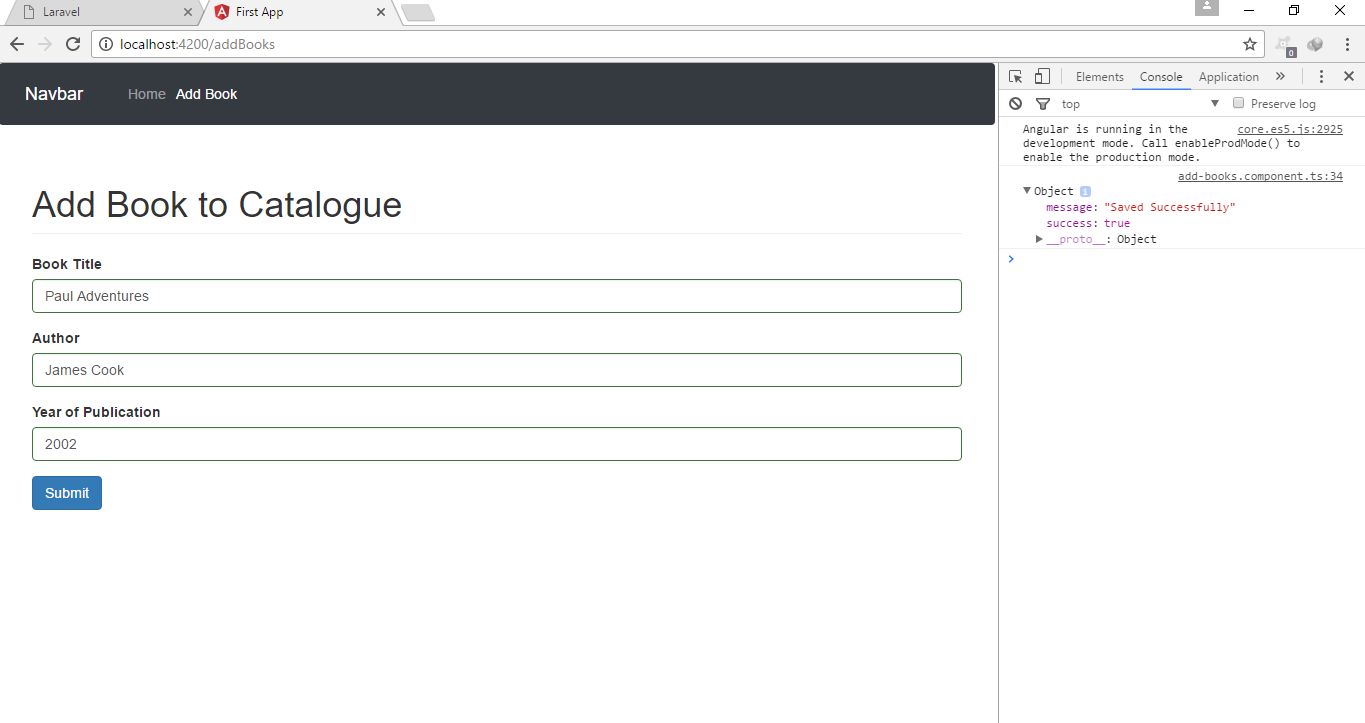 Laravel
First App
localhost:4200/addBooks
0
Navbar
Home Add Book
Add Book to Catalogue
Book Title
Paul Adventures
Author
James Cook
Year of Publication
2002
Submit
Elements Console Application »
top Preserve log
Angular is running in the core.es5.js:2925
development mode. Call enableProdMode() to
enable the production mode.
add-books.component.ts:34
Object i
message: "Saved Successfully"
success: true
__proto__: Object